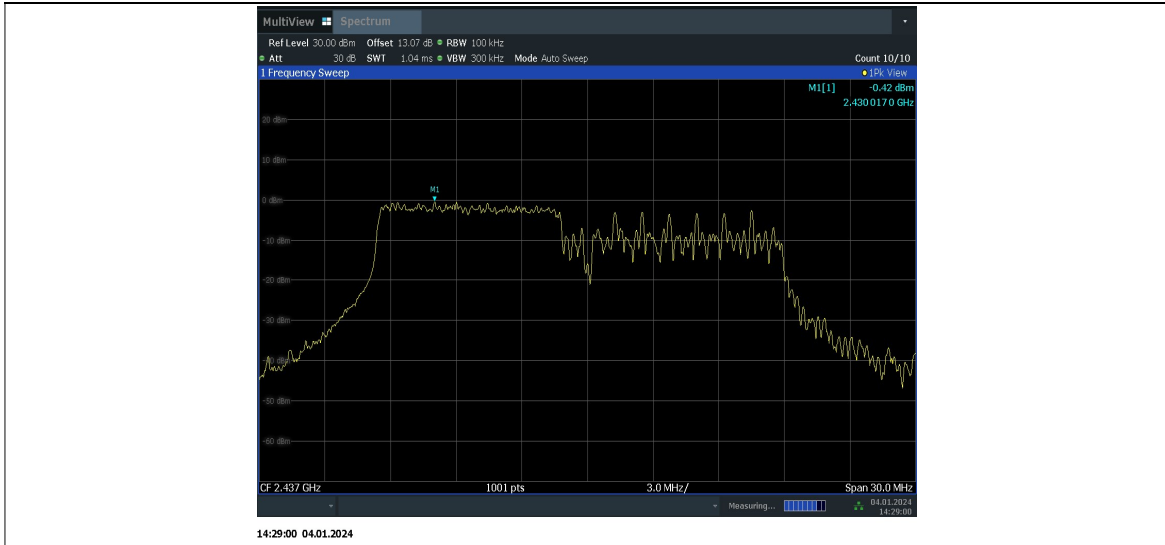 MultiView Spectrum
Ref Level 30.00 dBm Offset 13.07 dB RBW 100 kHz
Att 30 dB SWT 1.04 ms VBW 300 kHz Mode Auto Sweep Count 10/10
1 Frequency Sweep 1Pk View
M1[1] -0.42 dBm
2.430 017 0 GHz
20 dBm
10 dBm
M1
0 dBm
-10 dBm
-20 dBm
-30 dBm
-40 dBm
-50 dBm
-60 dBm
CF 2.437 GHz 1001 pts 3.0 MHz/ Span 30.0 MHz
Measuring... 04.01.2024
14:29:00
14:29:00 04.01.2024